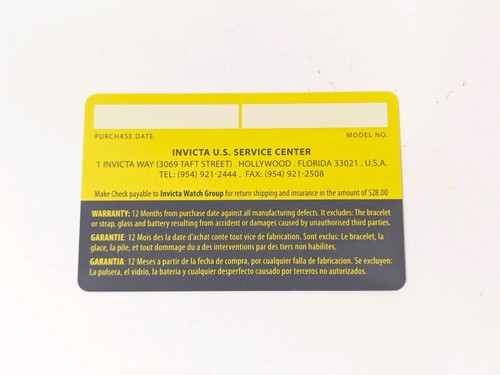 PURCHASE DATE MODEL NO.
INVICTA U.S. SERVICE CENTER
1 INVICTA WAY (3069 TAFT STREET) . HOLLYWOOD . FLORIDA 33021 . U.S.A.
TEL: (954) 921-2444 . FAX: (954) 921-2508
Make Check payable to Invicta Watch Group for return shipping and insurance in the amount of $28.00
WARRANTY: 12 Months from purchase date against all manufacturing defects. It excludes: The bracelet
or strap, glass and battery resulting from accident or damages caused by unauthorised third parties.
GARANTIE: 12 Mois des la date d'achat conte tout vice de fabrication. Sont exclus: Le bracelet, la
glace, la pile, et tout dommage du a des interventions par des tiers non habilites.
GARANTIA: 12 Meses a partir de la fecha de compra, por cualquier falla de fabricacion. Se excluyen:
La pulsera, el vidrio, la bateria y cualquier desperfecto causado por terceros no autorizados.